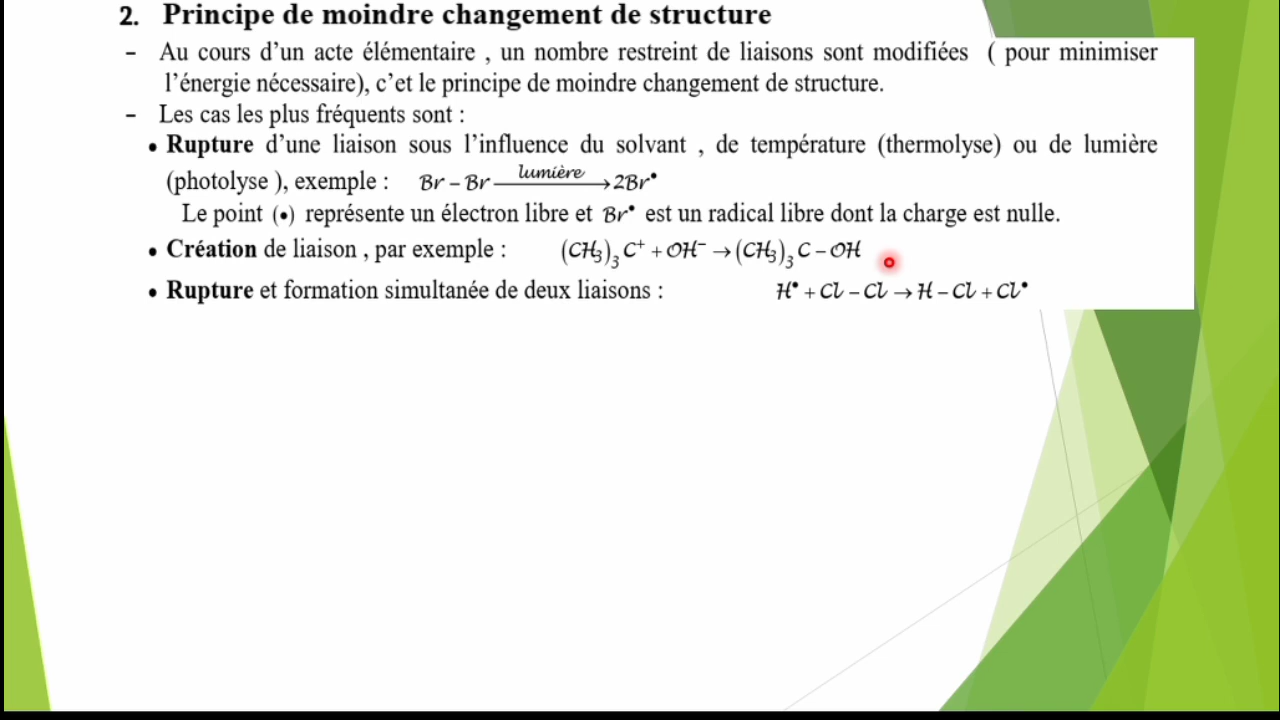 2. Principe de moindre changement de structure
- Au cours d'un acte élémentaire , un nombre restreint de liaisons sont modifiées ( pour minimiser
l'énergie nécessaire), c'et le principe de moindre changement de structure.
- Les cas les plus fréquents sont :
• Rupture d'une liaison sous l'influence du solvant , de température (thermolyse) ou de lumière
(photolyse ), exemple : Br – Br lumière → 2Br•
Le point (•) représente un électron libre et Br• est un radical libre dont la charge est nulle.
• Création de liaison , par exemple : (CH₃)₃C⁺ + OH⁻ → (CH₃)₃C – OH
• Rupture et formation simultanée de deux liaisons : H• + Cl – Cl → H – Cl + Cl•